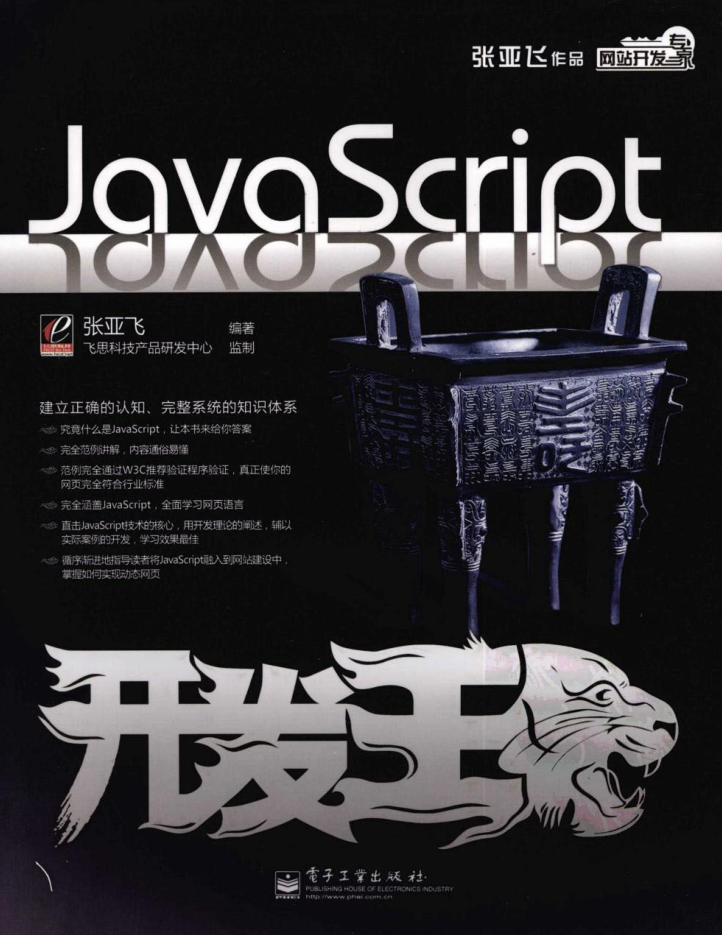 张亚飞作品
网站开发专家
JavaScript
张亚飞 编著
飞思科技产品研发中心 监制
建立正确的认知、完整系统的知识体系
究竟什么是JavaScript，让本书来给你答案
完全范例讲解，内容通俗易懂
范例完全通过W3C推荐验证程序验证，真正使你的
网页完全符合行业标准
完全涵盖JavaScript，全面学习网页语言
直击JavaScript技术的核心，用开发理论的阐述，辅以
实际案例的开发，学习效果最佳
循序渐进地指导读者将JavaScript融入到网站建设中，
掌握如何实现动态网页
开发王
電子工業出版社·
PUBLISHING HOUSE OF ELECTRONICS INDUSTRY
http://www.phei.com.cn